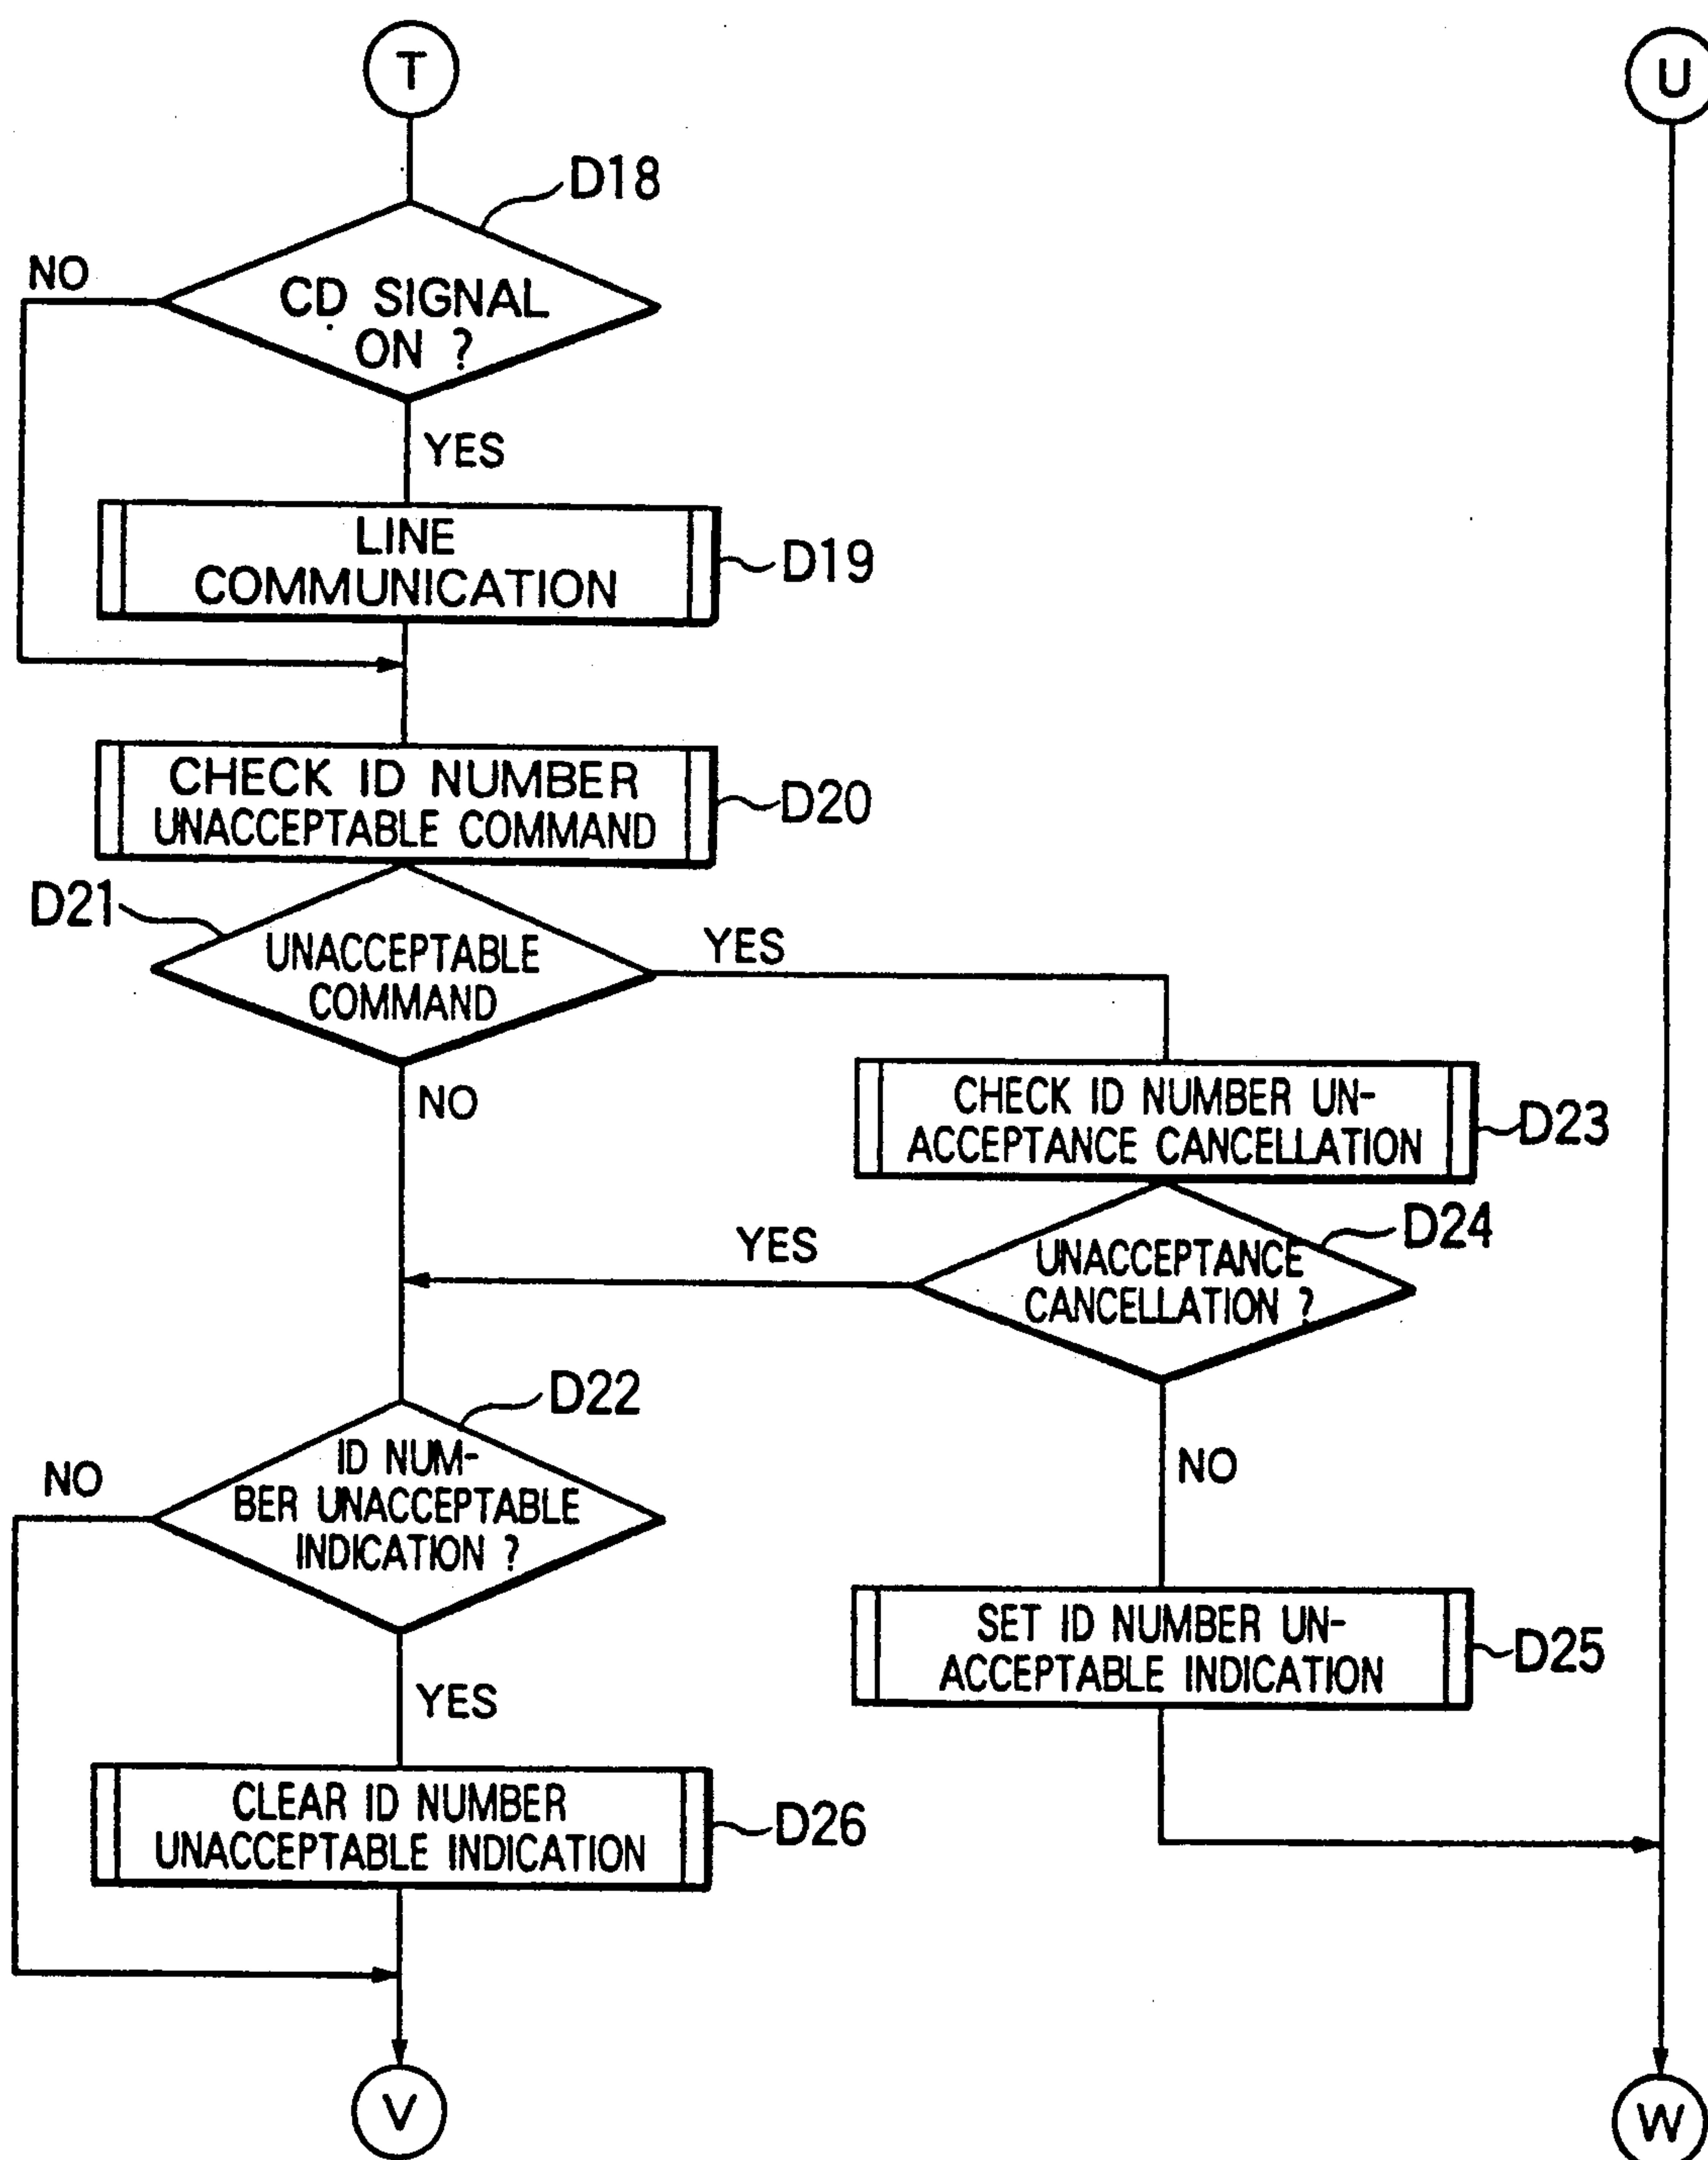 T
U
D18
NO
CD SIGNAL
ON ?
YES
LINE
COMMUNICATION
D19
CHECK ID NUMBER
UNACCEPTABLE COMMAND
D20
D21
UNACCEPTABLE
COMMAND
YES
NO
CHECK ID NUMBER UN-
ACCEPTANCE CANCELLATION
D23
D24
YES
UNACCEPTANCE
CANCELLATION ?
NO
D22
ID NUM-
BER UNACCEPTABLE
INDICATION ?
NO
YES
SET ID NUMBER UN-
ACCEPTABLE INDICATION
D25
CLEAR ID NUMBER
UNACCEPTABLE INDICATION
D26
V
W